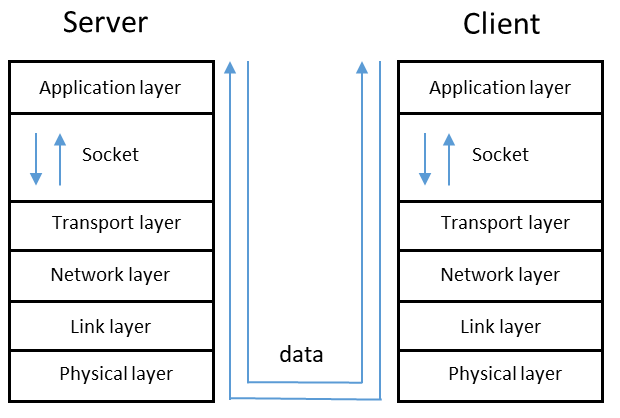 Server
Client
Application layer
Application layer
Socket
Socket
Transport layer
Transport layer
Network layer
Network layer
Link layer
Link layer
data
Physical layer
Physical layer